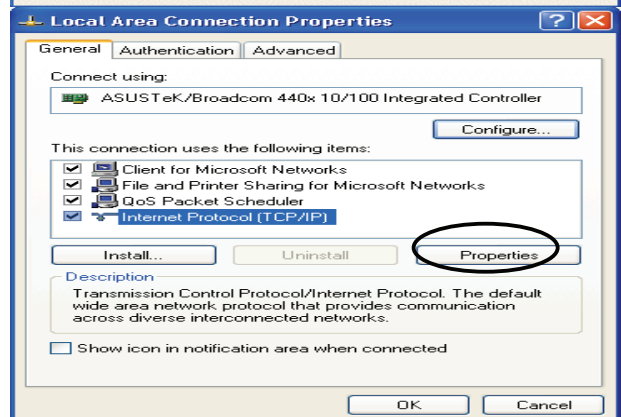 Local Area Connection Properties
General Authentication Advanced
Connect using:
ASUSTeK/Broadcom 440x 10/100 Integrated Controller
Configure...
This connection uses the following items:
Client for Microsoft Networks
File and Printer Sharing for Microsoft Networks
QoS Packet Scheduler
Internet Protocol (TCP/IP)
Install... Uninstall Properties
Description
Transmission Control Protocol/Internet Protocol. The default
wide area network protocol that provides communication
across diverse interconnected networks.
Show icon in notification area when connected
OK Cancel